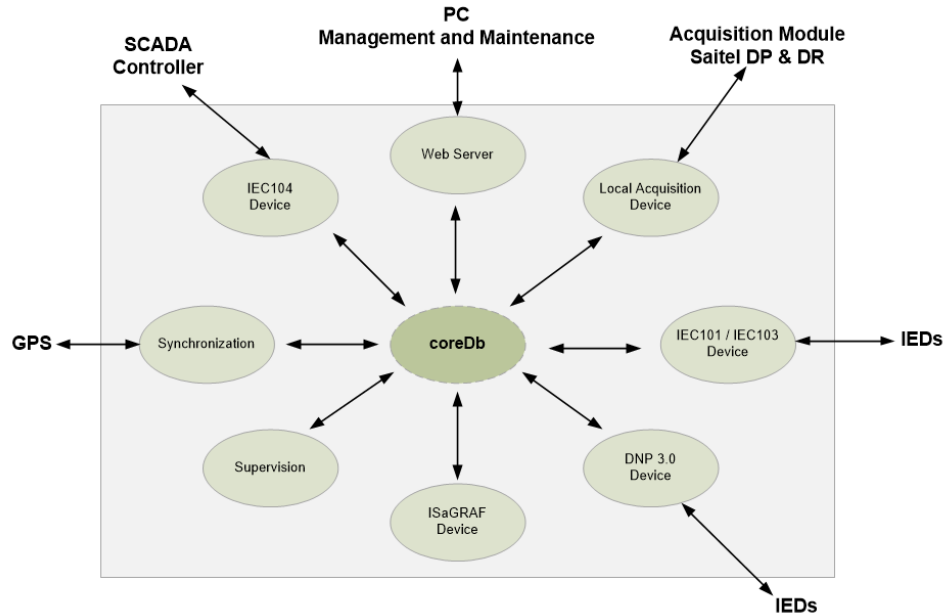 PC
Management and Maintenance
SCADA
Controller
Acquisition Module
Saitel DP & DR
Web Server
IEC104
Device
Local Acquisition
Device
GPS
Synchronization
coreDb
IEC101 / IEC103
Device
IEDs
Supervision
ISaGRAF
Device
DNP 3.0
Device
IEDs